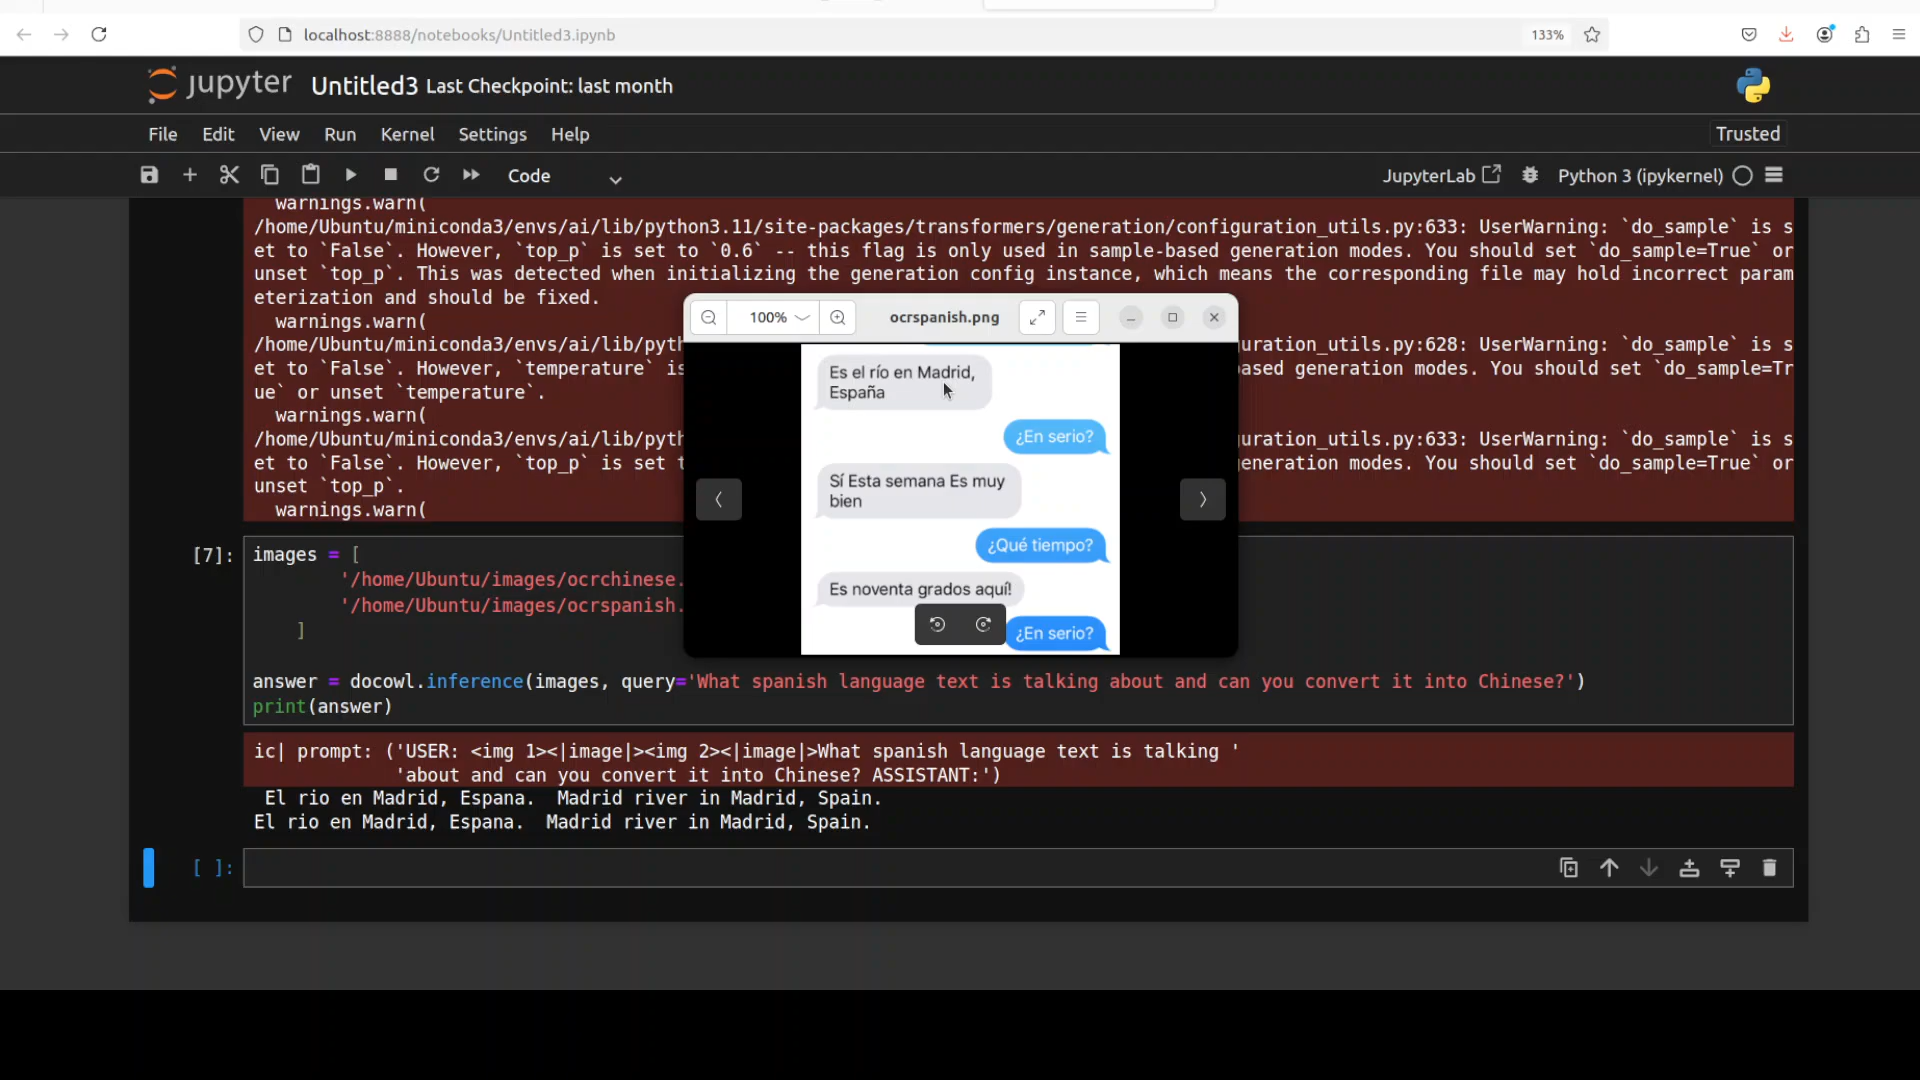 localhost:8888/notebooks/Untitled3.ipynb
133%
jupyter Untitled3 Last Checkpoint: last month
File Edit View Run Kernel Settings Help
Trusted
Code
JupyterLab
Python 3 (ipykernel)
warnings.warn(
/home/Ubuntu/miniconda3/envs/ai/lib/python3.11/site-packages/transformers/generation/configuration_utils.py:633: UserWarning: `do_sample` is s
et to `False`. However, `top_p` is set to `0.6` -- this flag is only used in sample-based generation modes. You should set `do_sample=True` or
unset `top_p`. This was detected when initializing the generation config instance, which means the corresponding file may hold incorrect param
eterization and should be fixed.
warnings.warn(
/home/Ubuntu/miniconda3/envs/ai/lib/pyth uration_utils.py:628: UserWarning: `do_sample` is s
et to `False`. However, `temperature` is ased generation modes. You should set `do_sample=Tr
ue` or unset `temperature`.
warnings.warn(
/home/Ubuntu/miniconda3/envs/ai/lib/pyth uration_utils.py:633: UserWarning: `do_sample` is s
et to `False`. However, `top_p` is set t eneration modes. You should set `do_sample=True` or
unset `top_p`.
warnings.warn(
100%
ocrspanish.png
Es el río en Madrid,
España
¿En serio?
Sí Esta semana Es muy
bien
¿Qué tiempo?
Es noventa grados aquí!
¿En serio?
[7]: images = [
'/home/Ubuntu/images/ocrchinese.
'/home/Ubuntu/images/ocrspanish.
]
answer = docowl.inference(images, query='What spanish language text is talking about and can you convert it into Chinese?')
print(answer)
ic| prompt: ('USER: <img 1><|image|><img 2><|image|>What spanish language text is talking '
'about and can you convert it into Chinese? ASSISTANT:')
El rio en Madrid, Espana.  Madrid river in Madrid, Spain.
El rio en Madrid, Espana.  Madrid river in Madrid, Spain.
[ ]: